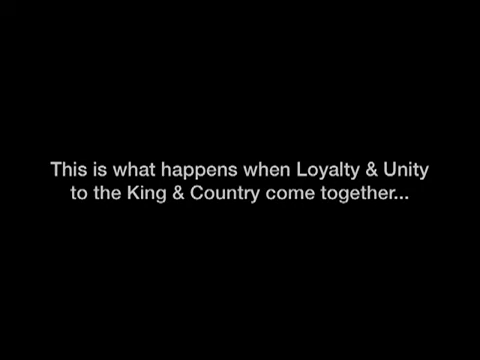 This is what happens when Loyalty & Unity
to the King & Country come together...